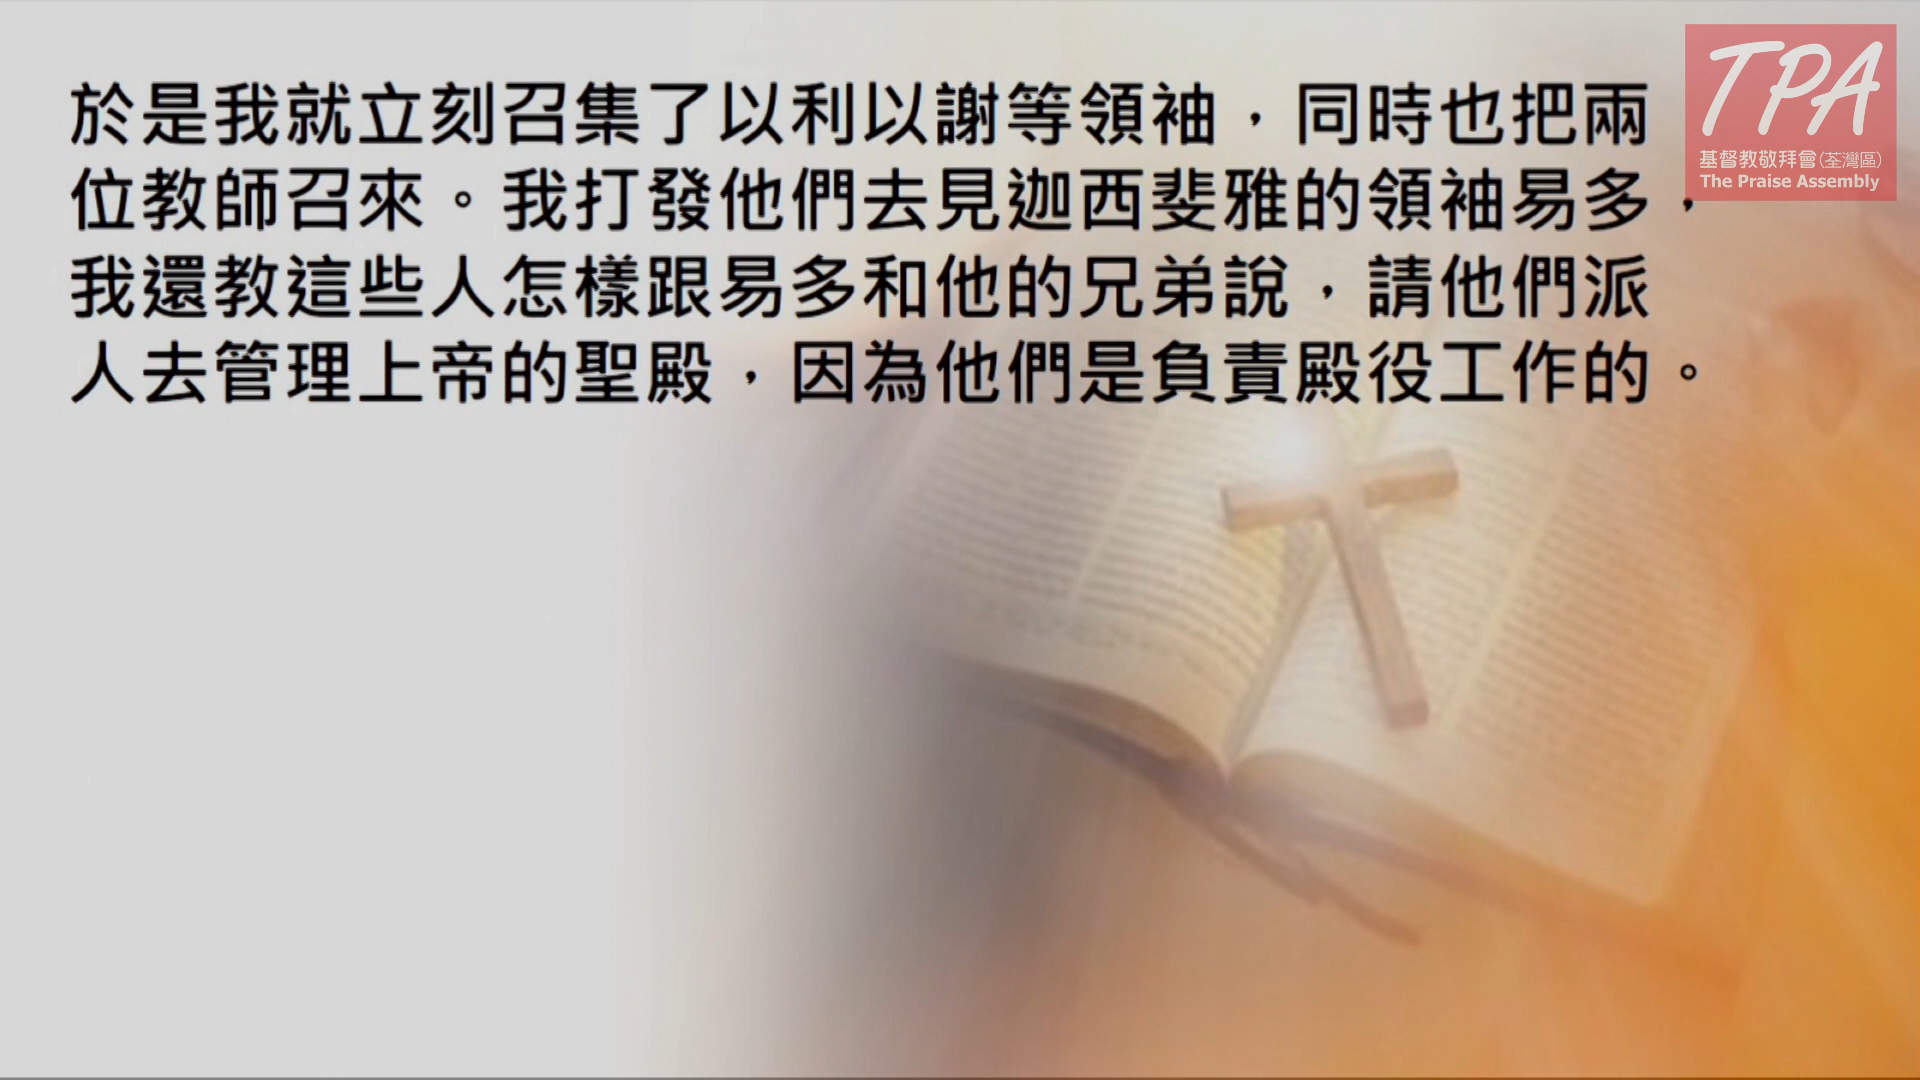 於是我就立刻召集了以利以謝等領袖，同時也把兩
位教師召來。我打發他們去見迦西斐雅的領袖易多，
我還教這些人怎樣跟易多和他的兄弟說，請他們派
人去管理上帝的聖殿，因為他們是負責殿役工作的。
TPA
基督教敬拜會(荃灣區)
The Praise Assembly